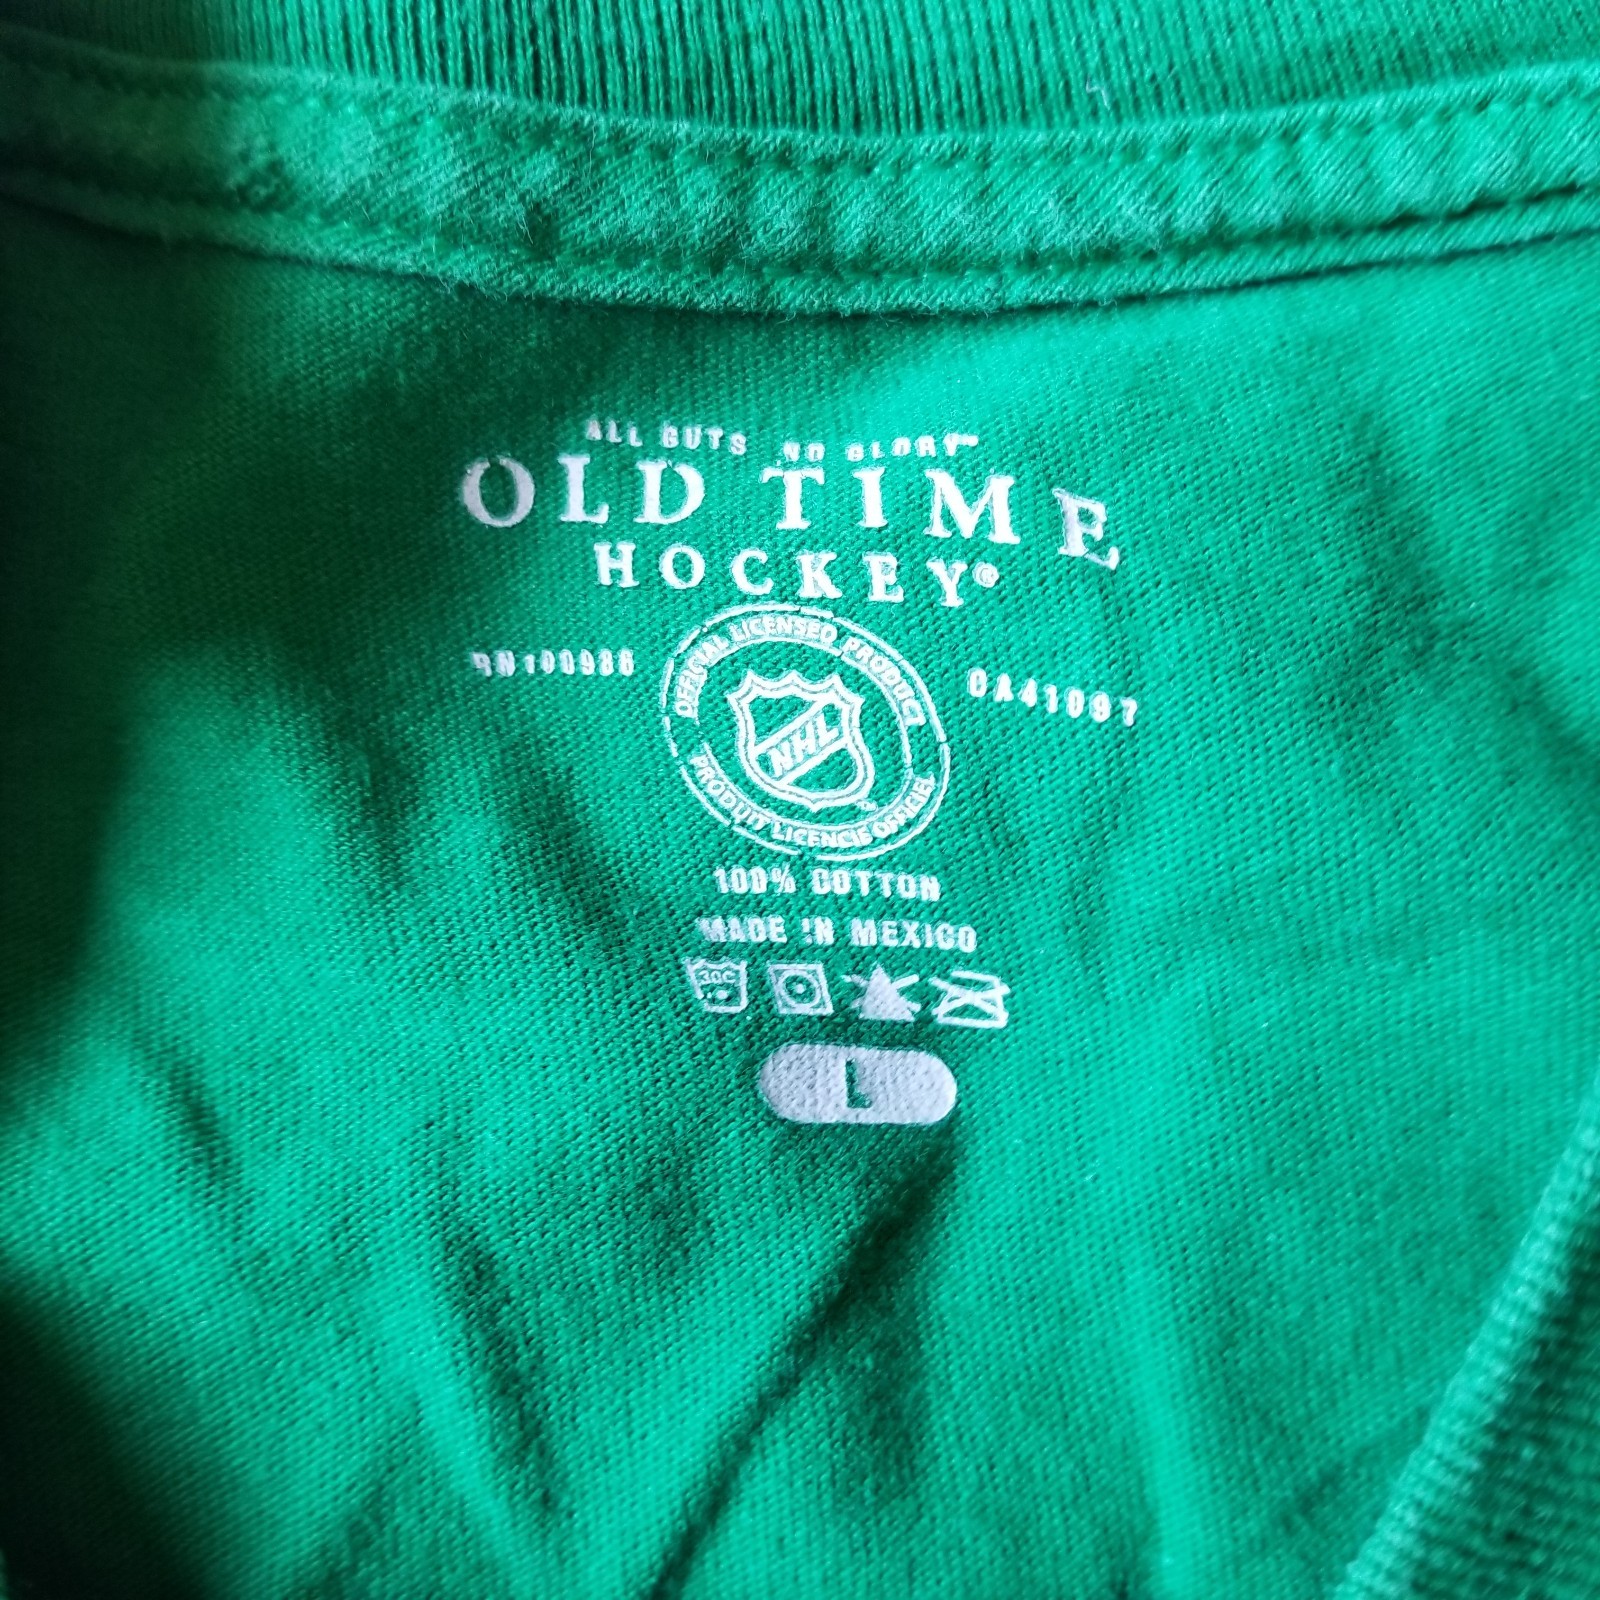 ALL GUTS NO GLORY™
OLD TIME
HOCKEY®
RN100986
OFFICIAL LICENSED PRODUCT
NHL
PRODUIT LICENCIE OFFICIEL
CA41097
100% COTTON
MADE IN MEXICO
30C
L